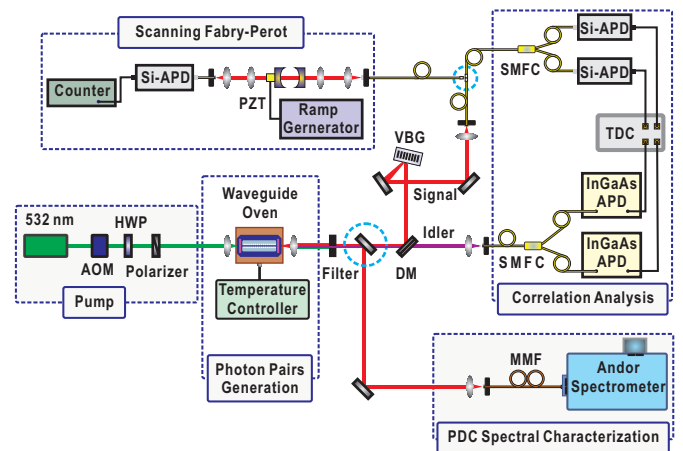 Scanning Fabry-Perot
Counter
Si-APD
PZT
Ramp
Gernerator
SMFC
Si-APD
Si-APD
TDC
InGaAs
APD
InGaAs
APD
SMFC
Correlation Analysis
VBG
Signal
Idler
DM
Filter
532 nm
HWP
AOM
Polarizer
Pump
Waveguide
Oven
Temperature
Controller
Photon Pairs
Generation
MMF
Andor
Spectrometer
PDC Spectral Characterization